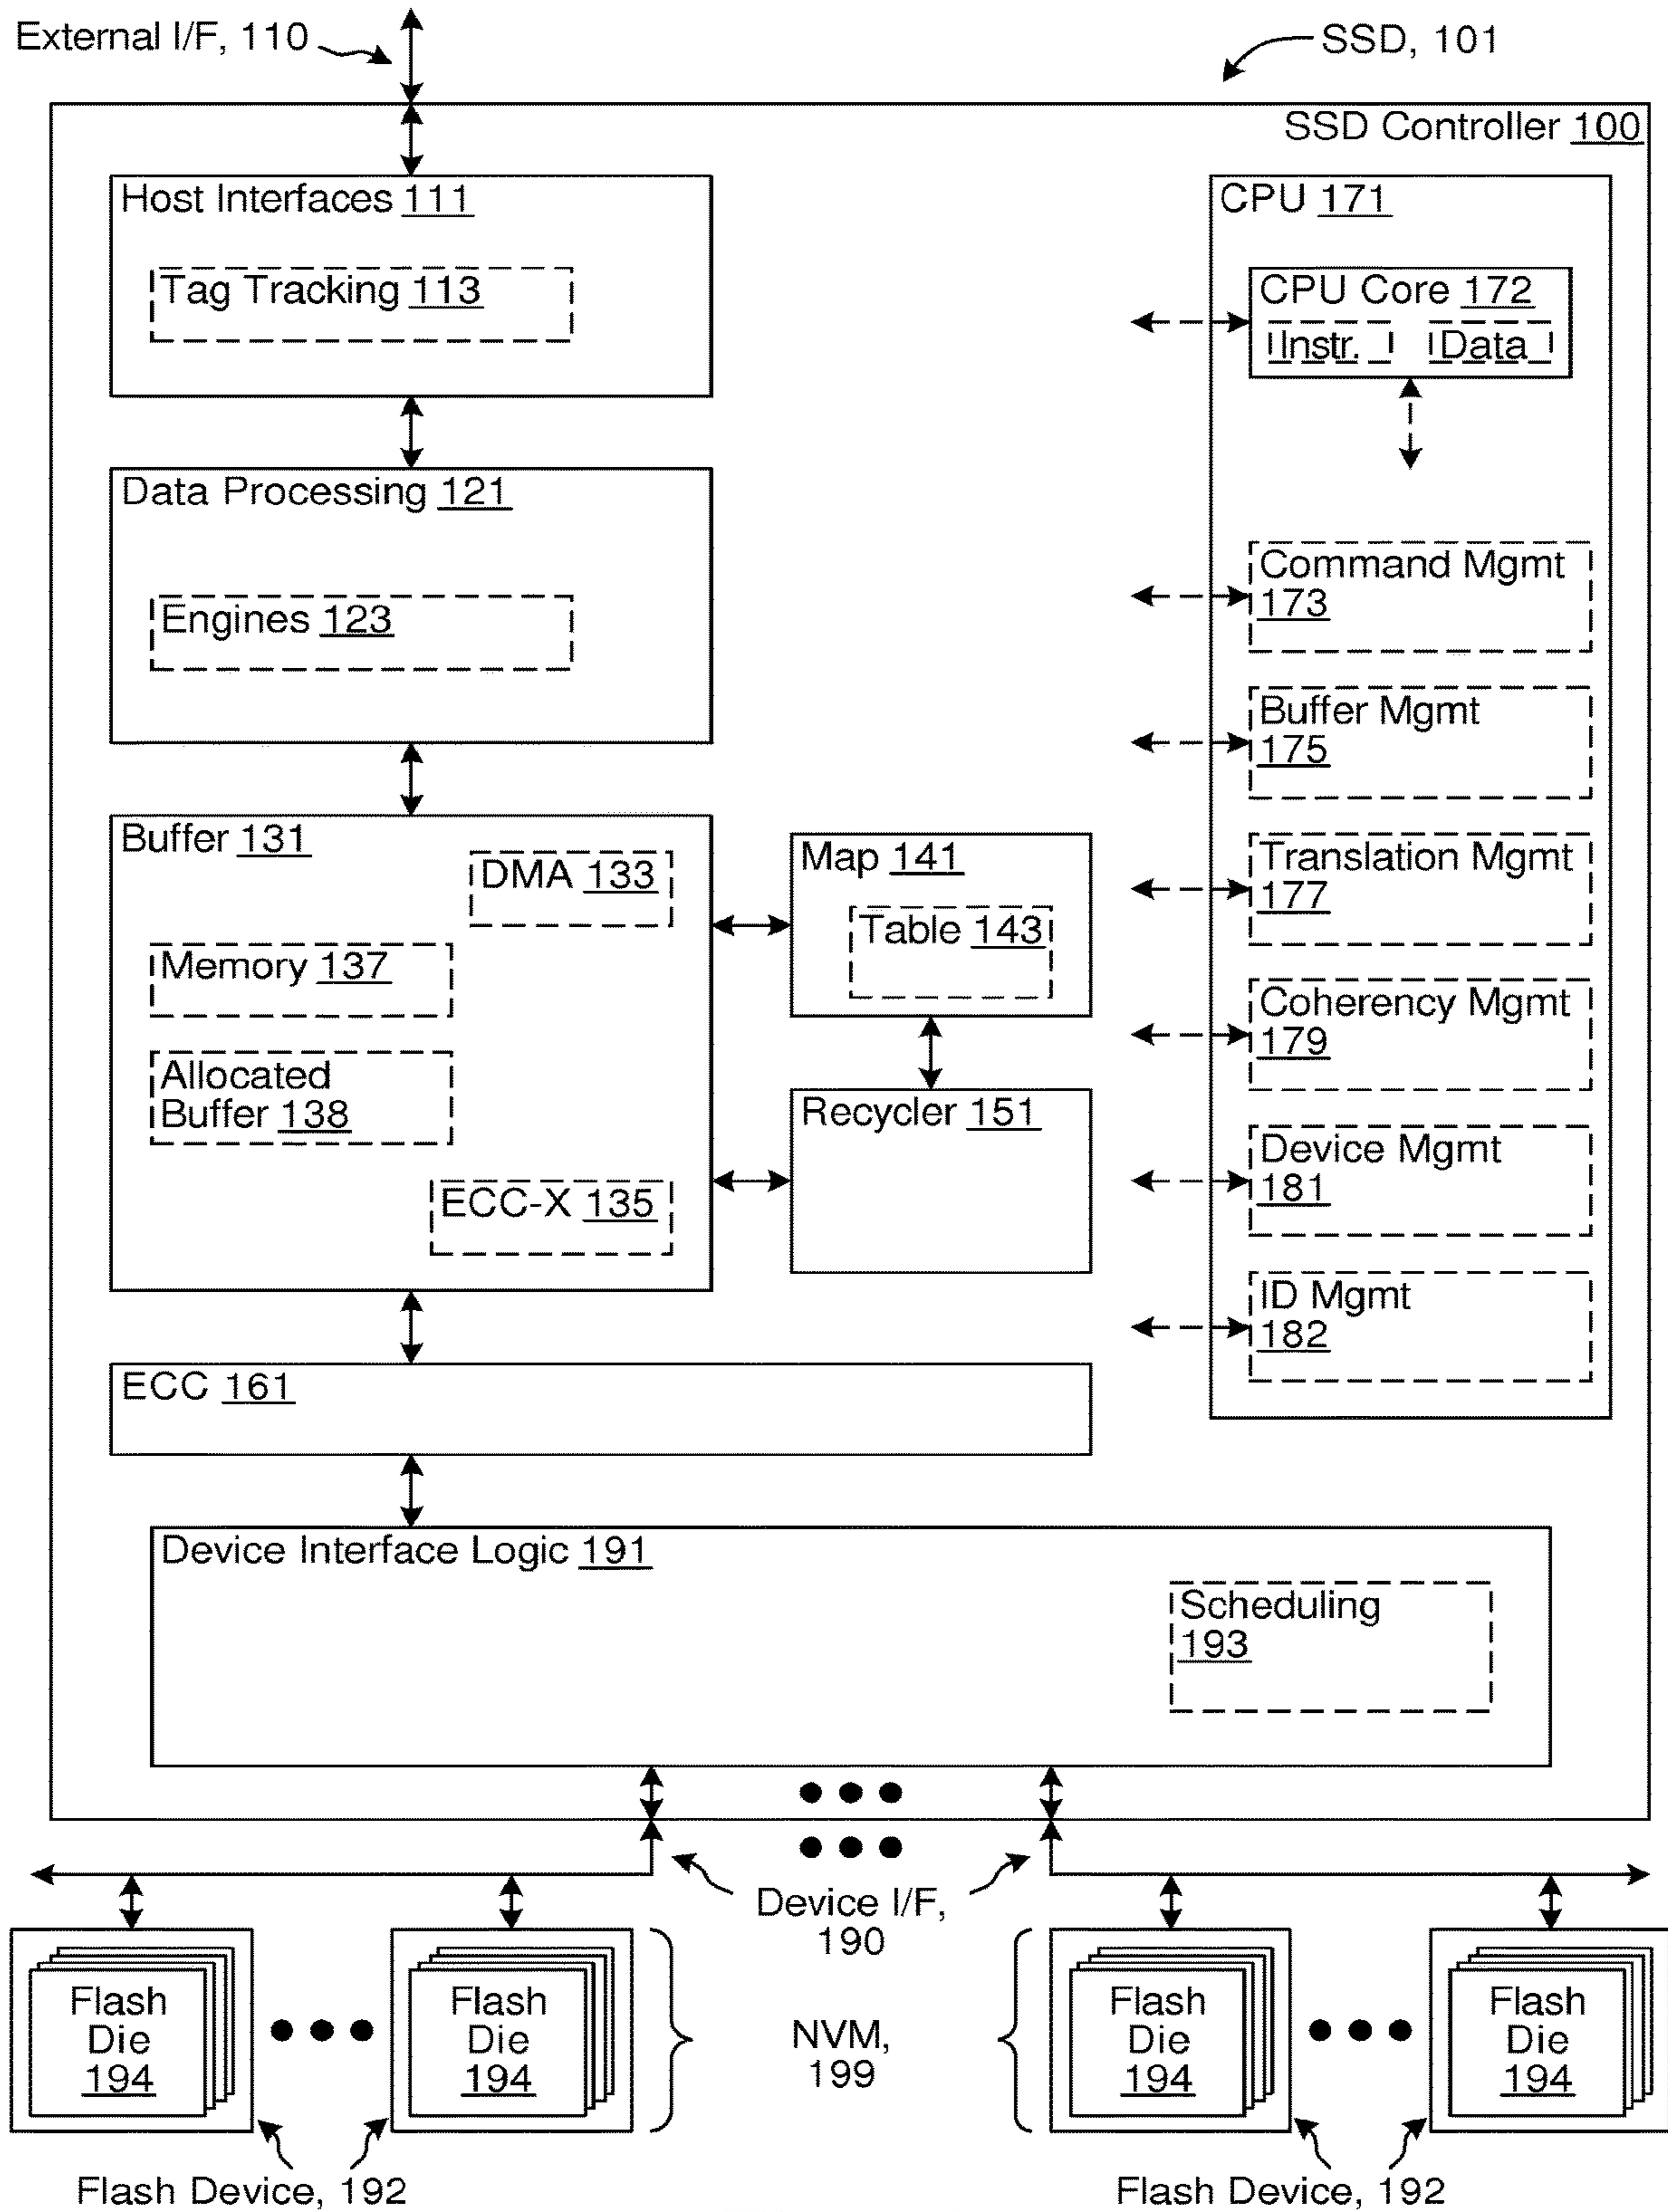 External I/F, 110
SSD, 101
SSD Controller 100
Host Interfaces 111
Tag Tracking 113
Data Processing 121
Engines 123
Buffer 131
DMA 133
Memory 137
Allocated
Buffer 138
ECC-X 135
Map 141
Table 143
Recycler 151
ECC 161
CPU 171
CPU Core 172
Instr. Data
Command Mgmt
173
Buffer Mgmt
175
Translation Mgmt
177
Coherency Mgmt
179
Device Mgmt
181
ID Mgmt
182
Device Interface Logic 191
Scheduling
193
Device I/F,
190
Flash
Die
194
Flash
Die
194
NVM,
199
Flash
Die
194
Flash
Die
194
Flash Device, 192
Flash Device, 192